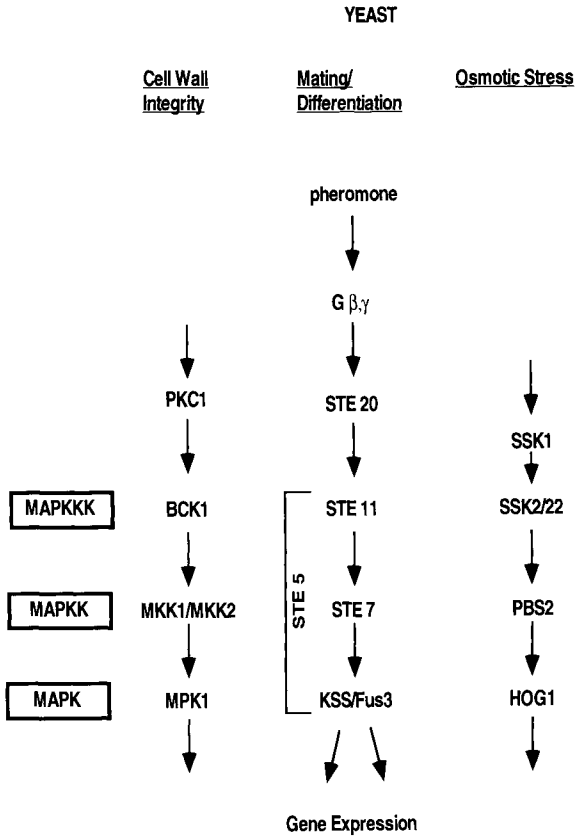 YEAST
Cell Wall
Integrity
Mating/
Differentiation
Osmotic Stress
pheromone
G β,γ
PKC1
STE 20
SSK1
MAPKKK
BCK1
STE 11
SSK2/22
STE 5
MAPKK
MKK1/MKK2
STE 7
PBS2
MAPK
MPK1
KSS/Fus3
HOG1
Gene Expression